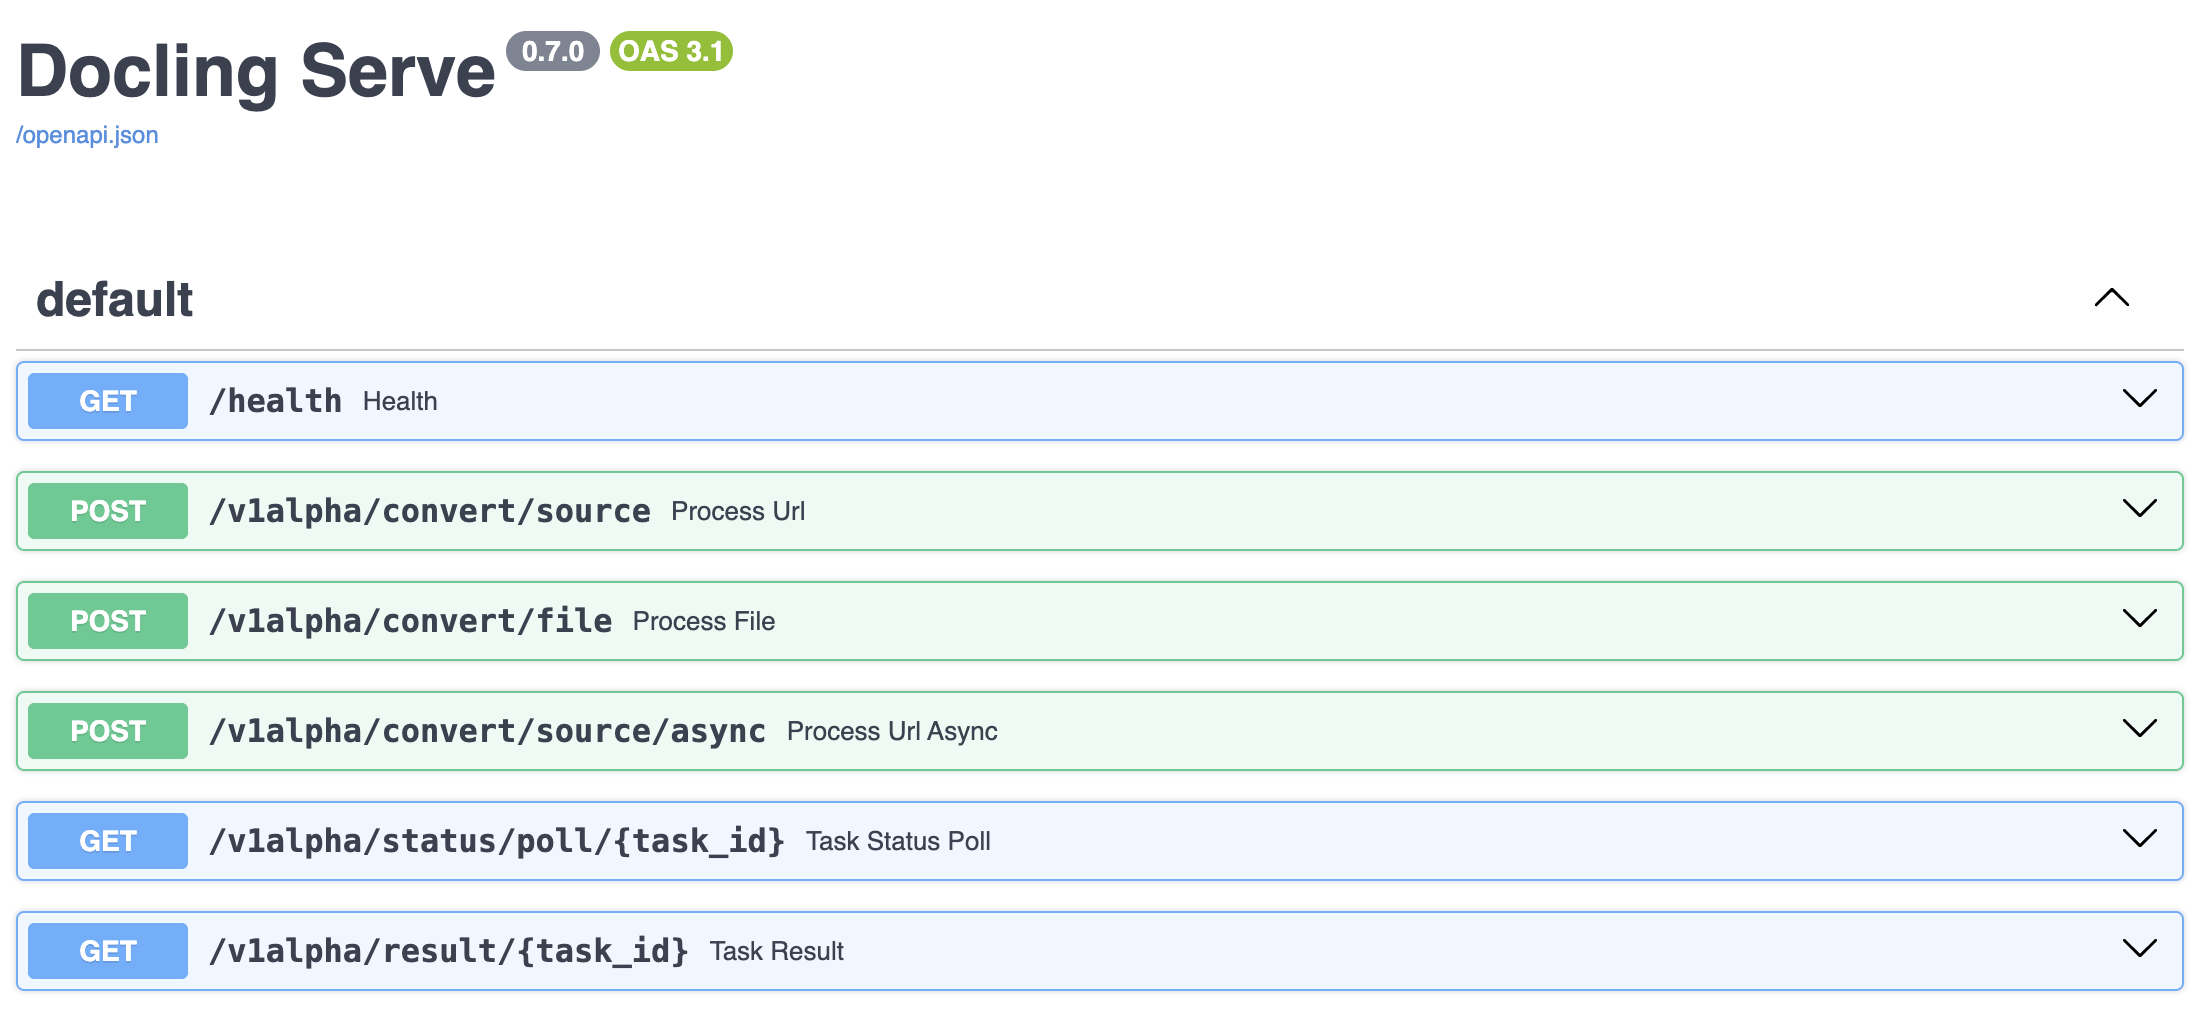 Docling Serve 0.7.0 OAS 3.1
/openapi.json
default
GET /health Health
POST /v1alpha/convert/source Process Url
POST /v1alpha/convert/file Process File
POST /v1alpha/convert/source/async Process Url Async
GET /v1alpha/status/poll/{task_id} Task Status Poll
GET /v1alpha/result/{task_id} Task Result